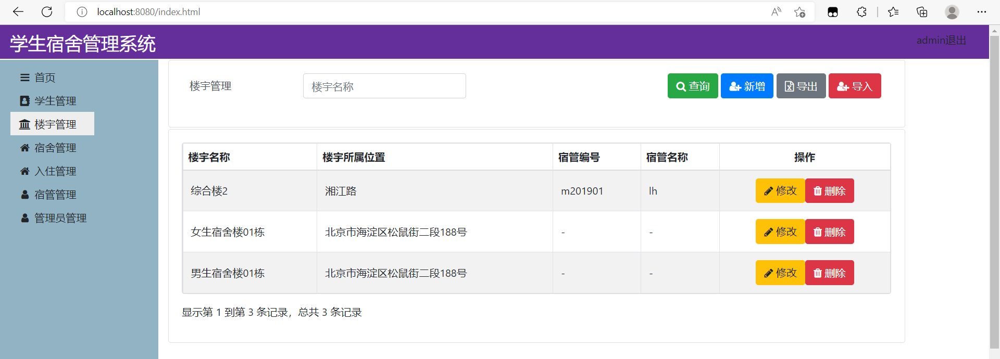 localhost:8080/index.html
学生宿舍管理系统
admin退出
首页
学生管理
楼宇管理
宿舍管理
入住管理
宿管管理
管理员管理
楼宇管理 楼宇名称 查询 新增 导出 导入
楼宇名称 楼宇所属位置 宿管编号 宿管名称 操作
综合楼2 湘江路 m201901 lh 修改 删除
女生宿舍楼01栋 北京市海淀区松鼠街二段188号 - - 修改 删除
男生宿舍楼01栋 北京市海淀区松鼠街二段188号 - - 修改 删除
显示第 1 到第 3 条记录，总共 3 条记录